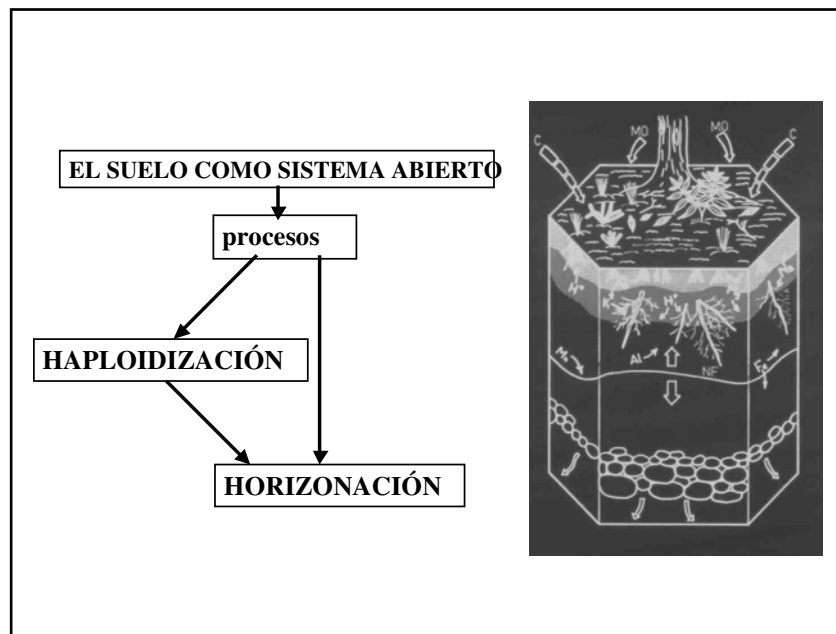 EL SUELO COMO SISTEMA ABIERTO
procesos
HAPLOIDIZACIÓN
HORIZONACIÓN
C
MO
MO
C
H⁺
K
H⁺
Al
NF